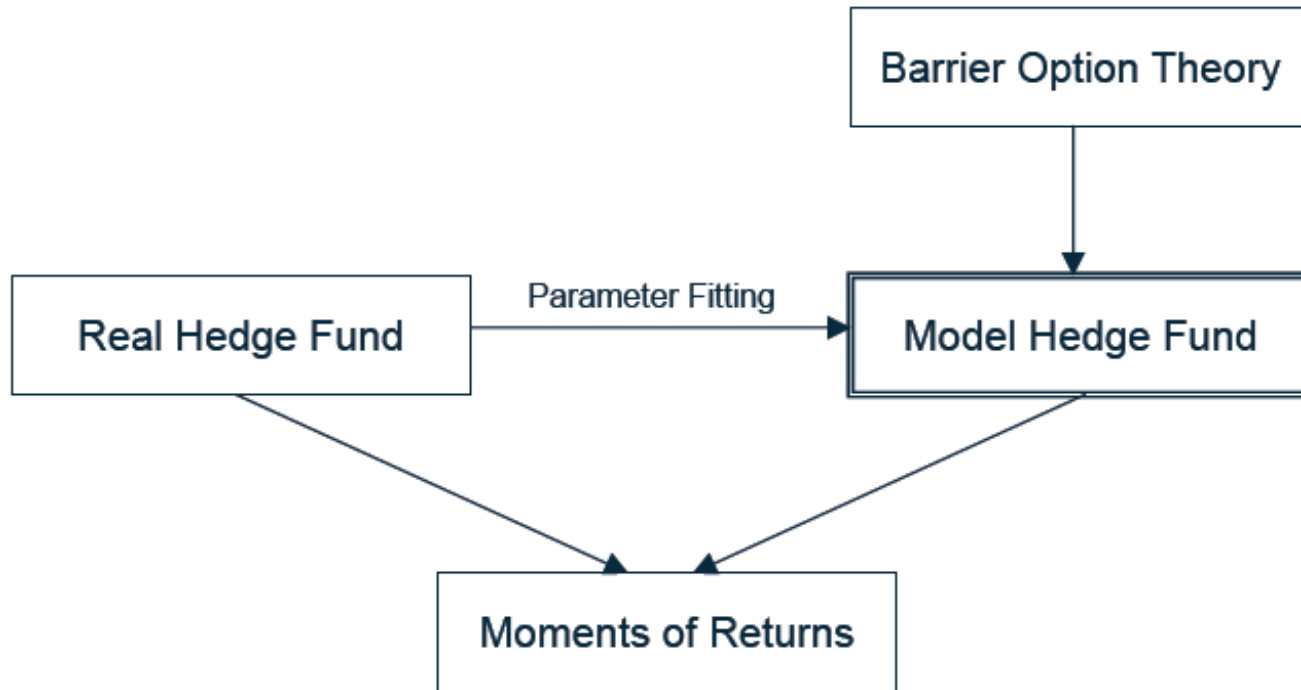 Barrier Option Theory
Parameter Fitting
Real Hedge Fund
Model Hedge Fund
Moments of Returns